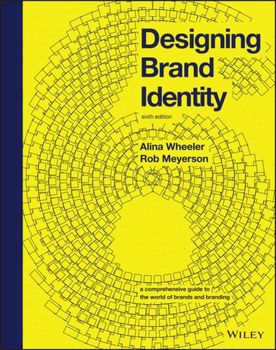 Designing
Brand
Identity
sixth edition
Alina Wheeler
Rob Meyerson
a comprehensive guide to
the world of brands and branding
WILEY